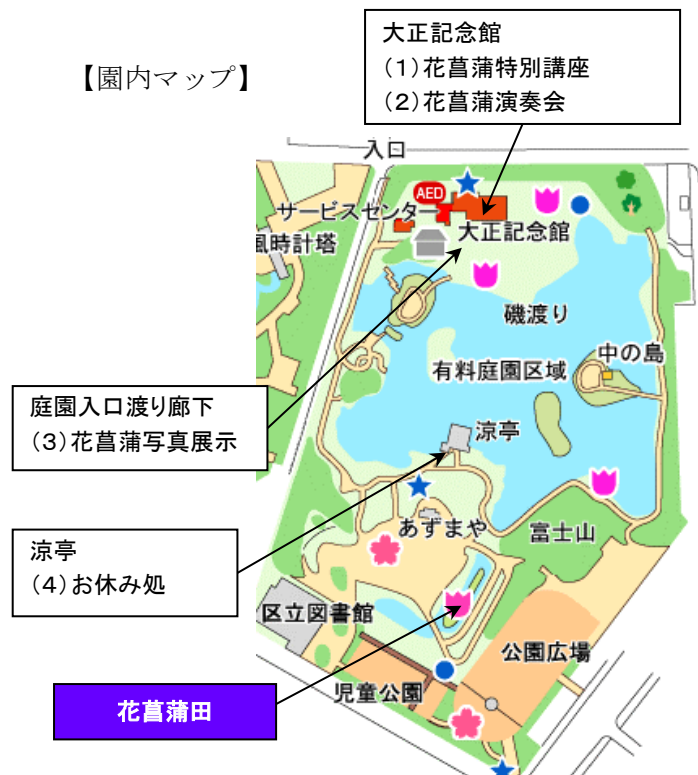 【園内マップ】
大正記念館
(1)花菖蒲特別講座
(2)花菖蒲演奏会
入口
AED
サービスセンター
大正記念館
風時計塔
磯渡り
中の島
有料庭園区域
庭園入口渡り廊下
(3)花菖蒲写真展示
涼亭
あずまや
富士山
涼亭
(4)お休み処
区立図書館
公園広場
児童公園
花菖蒲田